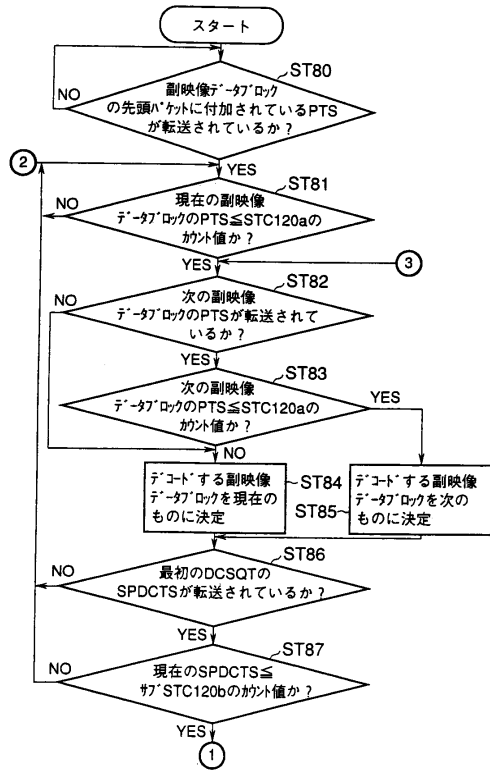 スタート
ST80
副映像ﾃﾞｰﾀﾌﾞﾛｯｸ
の先頭ﾊﾟｹｯﾄに付加されているPTS
が転送されているか?
NO
YES
2
ST81
現在の副映像
ﾃﾞｰﾀﾌﾞﾛｯｸのPTS≦STC120aの
ｶｳﾝﾄ値か?
NO
YES
3
ST82
次の副映像
ﾃﾞｰﾀﾌﾞﾛｯｸのPTSが転送されて
いるか?
NO
YES
ST83
次の副映像
ﾃﾞｰﾀﾌﾞﾛｯｸのPTS≦STC120aの
ｶｳﾝﾄ値か?
YES
NO
ﾃﾞｺｰﾄﾞする副映像
ﾃﾞｰﾀﾌﾞﾛｯｸを現在の
ものに決定
ST84
ﾃﾞｺｰﾄﾞする副映像
ﾃﾞｰﾀﾌﾞﾛｯｸを次の
ものに決定
ST85
ST86
最初のDCSQTの
SPDCTSが転送されているか?
NO
YES
ST87
現在のSPDCTS≦
ｻﾌﾞSTC120bのｶｳﾝﾄ値か?
NO
YES
1